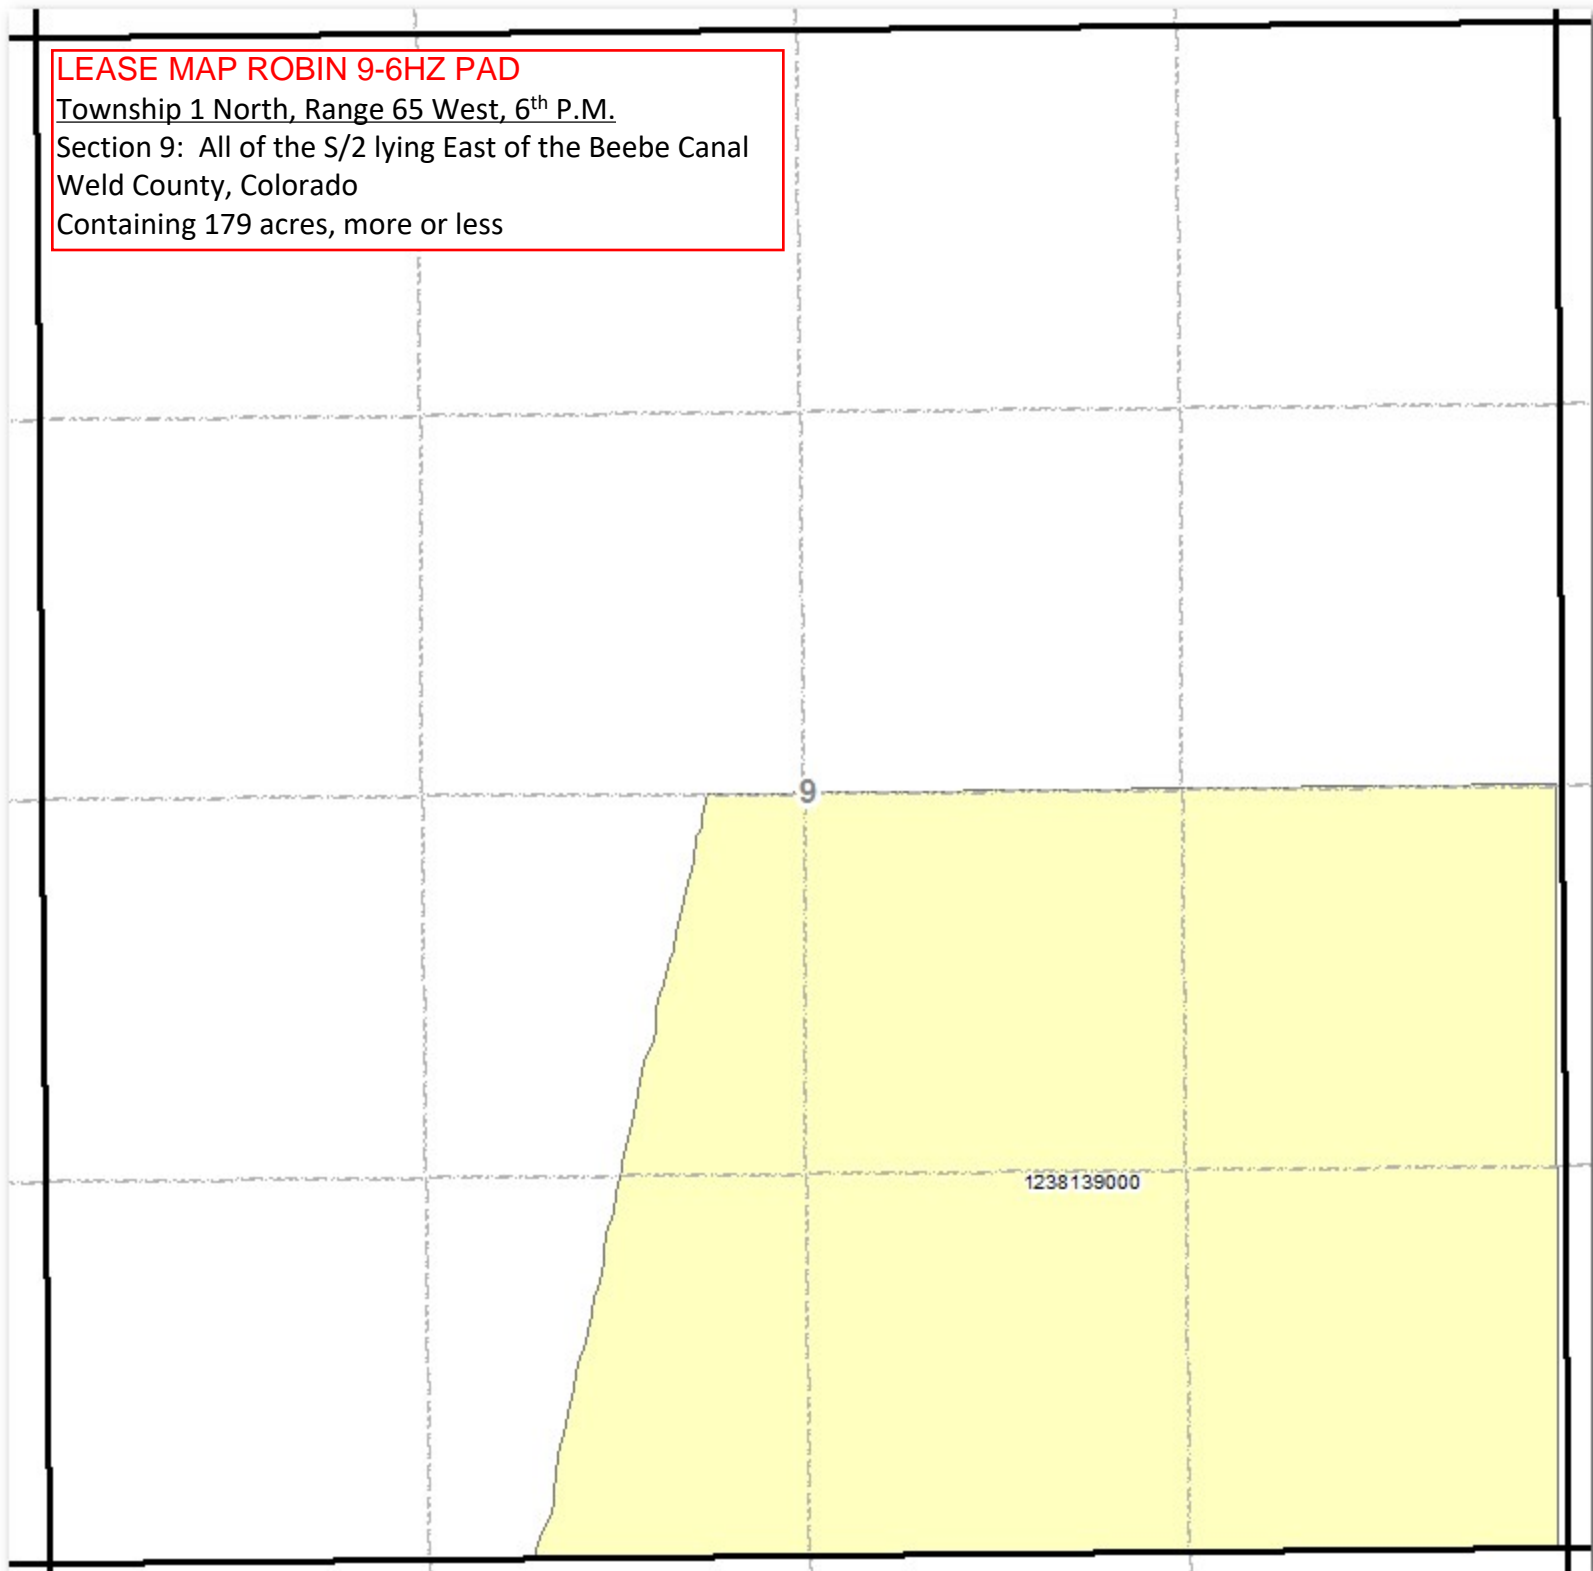 LEASE MAP ROBIN 9-6HZ PAD
Township 1 North, Range 65 West, 6th P.M.
Section 9:  All of the S/2 lying East of the Beebe Canal
Weld County, Colorado
Containing 179 acres, more or less
9
1238139000